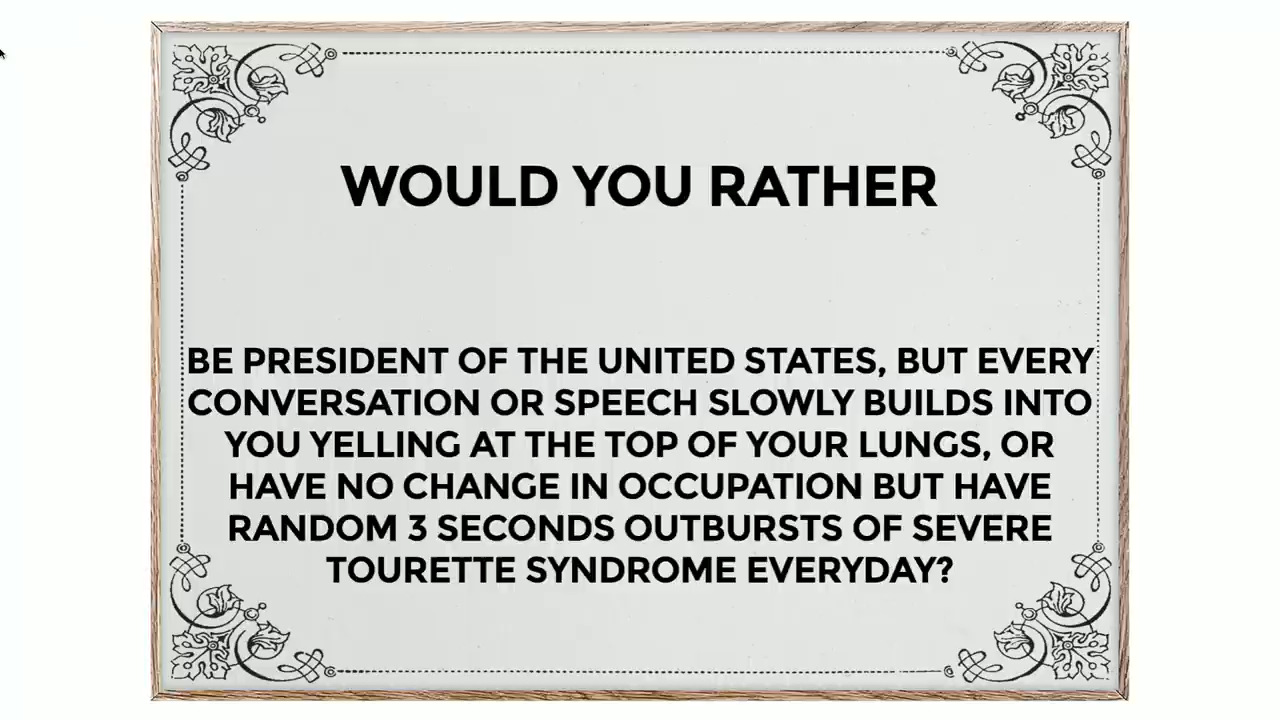 WOULD YOU RATHER
BE PRESIDENT OF THE UNITED STATES, BUT EVERY
CONVERSATION OR SPEECH SLOWLY BUILDS INTO
YOU YELLING AT THE TOP OF YOUR LUNGS, OR
HAVE NO CHANGE IN OCCUPATION BUT HAVE
RANDOM 3 SECONDS OUTBURSTS OF SEVERE
TOURETTE SYNDROME EVERYDAY?